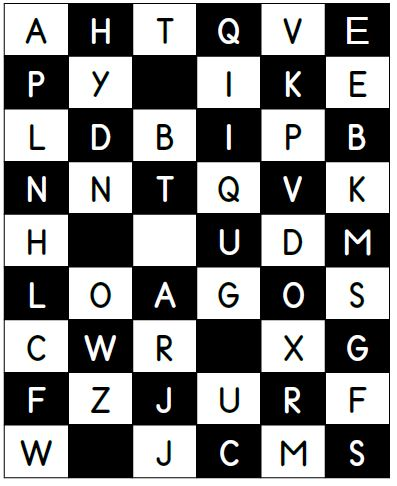 A H T Q V E
P Y I K E
L D B I P B
N N T Q V K
H U D M
L O A G O S
C W R X G
F Z J U R F
W J C M S